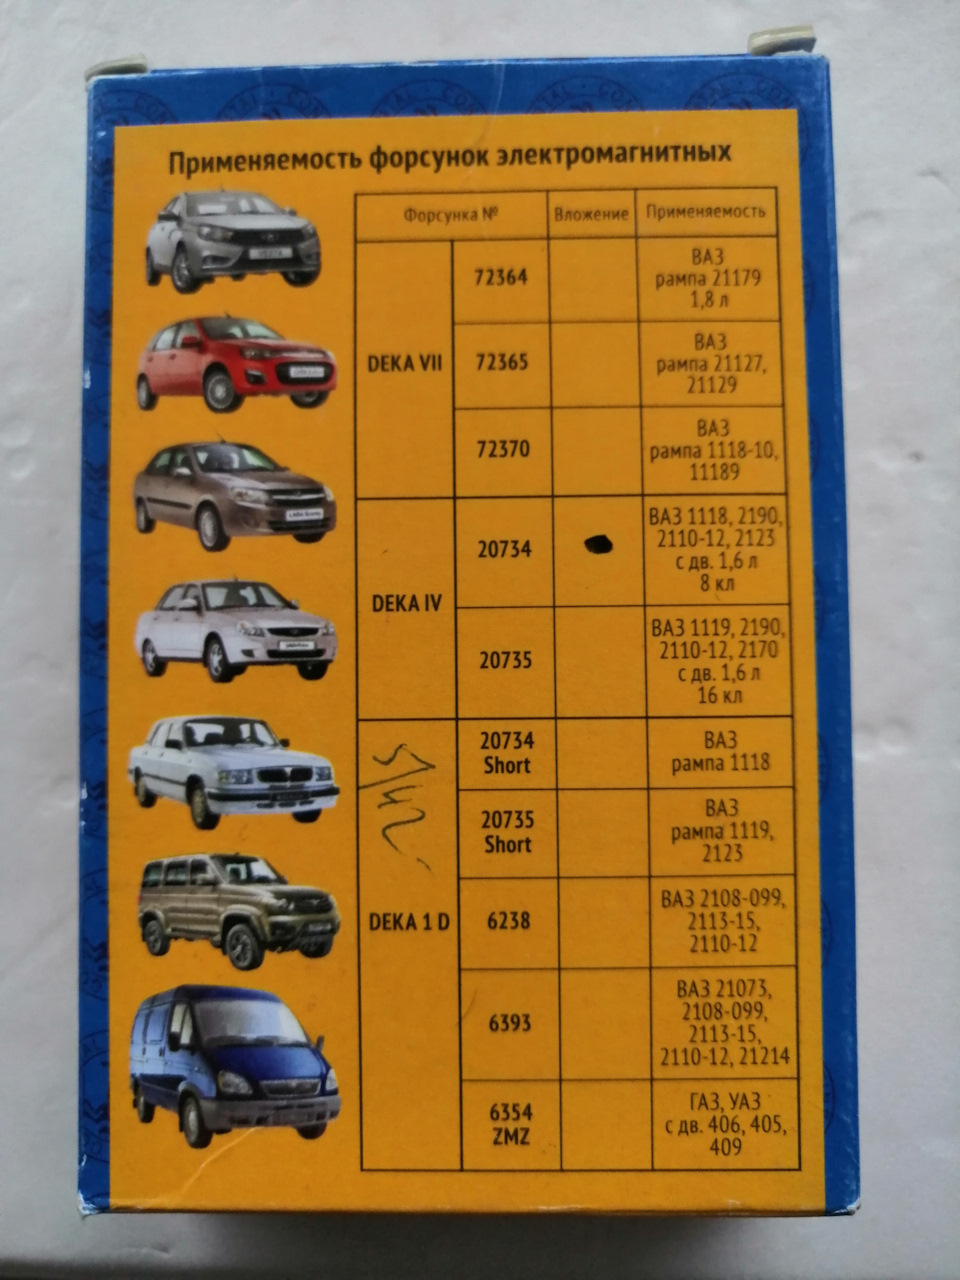 Применяемость форсунок электромагнитных
Форсунка № Вложение Применяемость
DEKA VII
72364
ВАЗ
рампа 21179
1,8 л
72365
ВАЗ
рампа 21127,
21129
72370
ВАЗ
рампа 1118-10,
11189
DEKA IV
20734
ВАЗ 1118, 2190,
2110-12, 2123
с дв. 1,6 л
8 кл
20735
ВАЗ 1119, 2190,
2110-12, 2170
с дв. 1,6 л
16 кл
DEKA 1 D
20734
Short
ВАЗ
рампа 1118
20735
Short
ВАЗ
рампа 1119,
2123
6238
ВАЗ 2108-099,
2113-15,
2110-12
6393
ВАЗ 21073,
2108-099,
2113-15,
2110-12, 21214
6354
ZMZ
ГАЗ, УАЗ
с дв. 406, 405,
409